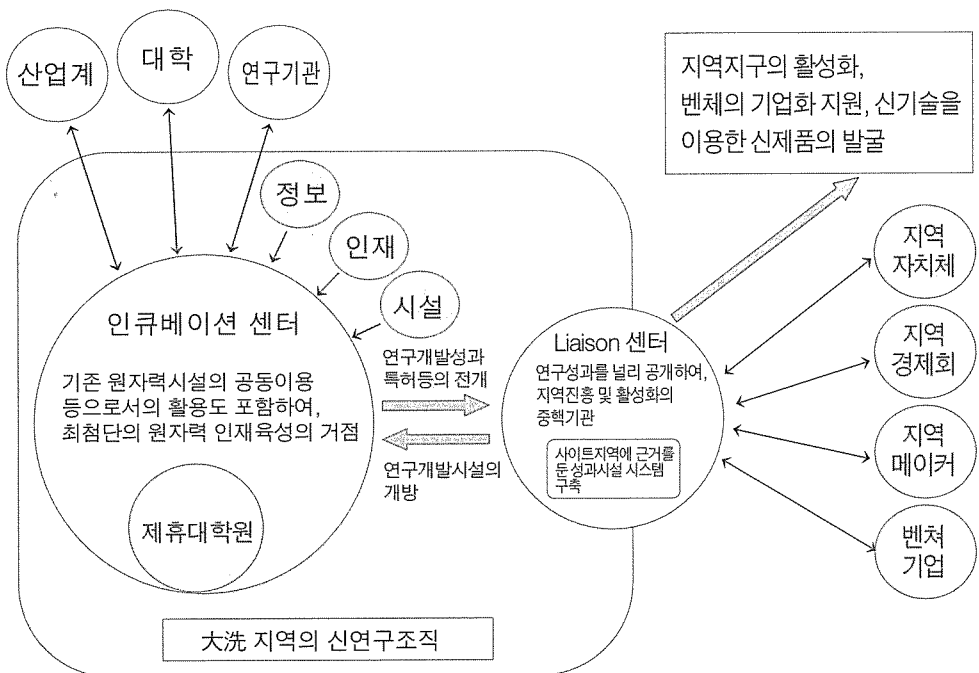 산업계
대학
연구기관
지역지구의 활성화,
벤체의 기업화 지원, 신기술을
이용한 신제품의 발굴
정보
인재
시설
인큐베이션 센터
기존 원자력시설의 공동이용
등으로서의 활용도 포함하여,
최첨단의 원자력 인재육성의 거점
제휴대학원
연구개발성과
특허등의 전개
연구개발시설의
개방
Liaison 센터
연구성과를 널리 공개하여,
지역진흥 및 활성화의
중핵기관
사이트지역에 근거를
둔 성과시설 시스템
구축
지역
자치체
지역
경제회
지역
메이커
벤쳐
기업
大洗 지역의 신연구조직